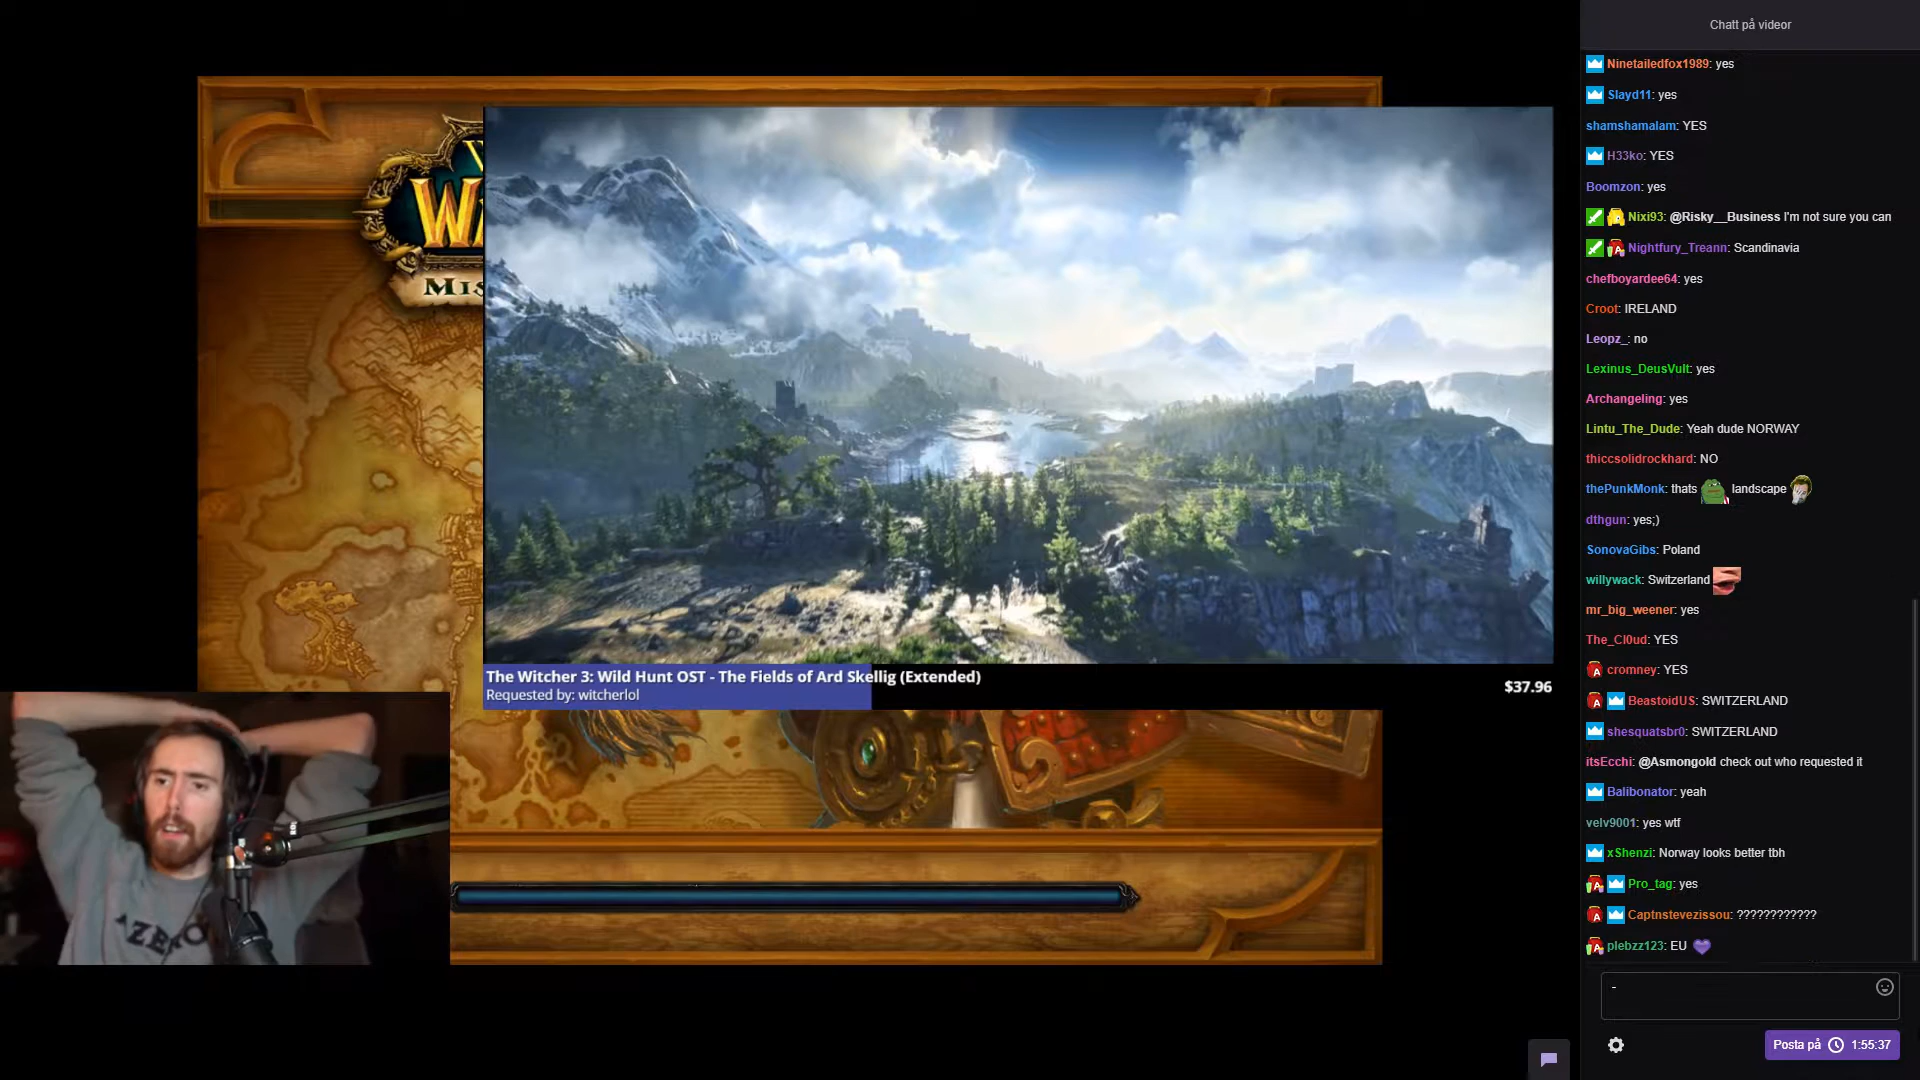 Chatt på videor
Ninetailedfox1989: yes
Slayd11: yes
shamshamalam: YES
H33ko: YES
Boomzon: yes
Nixi93: @Risky__Business I'm not sure you can
Nightfury_Treann: Scandinavia
chefboyardee64: yes
Croot: IRELAND
Leopz_: no
Lexinus_DeusVult: yes
Archangeling: yes
Lintu_The_Dude: Yeah dude NORWAY
thiccsolidrockhard: NO
thePunkMonk: thats landscape
dthgun: yes;)
SonovaGibs: Poland
willywack: Switzerland
mr_big_weener: yes
The_Cl0ud: YES
cromney: YES
BeastoidUS: SWITZERLAND
shesquatsbr0: SWITZERLAND
itsEcchi: @Asmongold check out who requested it
Balibonator: yeah
velv9001: yes wtf
xShenzi: Norway looks better tbh
Pro_tag: yes
Captnstevezissou: ????????????
plebzz123: EU
-
Posta på 1:55:37
The Witcher 3: Wild Hunt OST - The Fields of Ard Skellig (Extended)
Requested by: witcherlol
$37.96